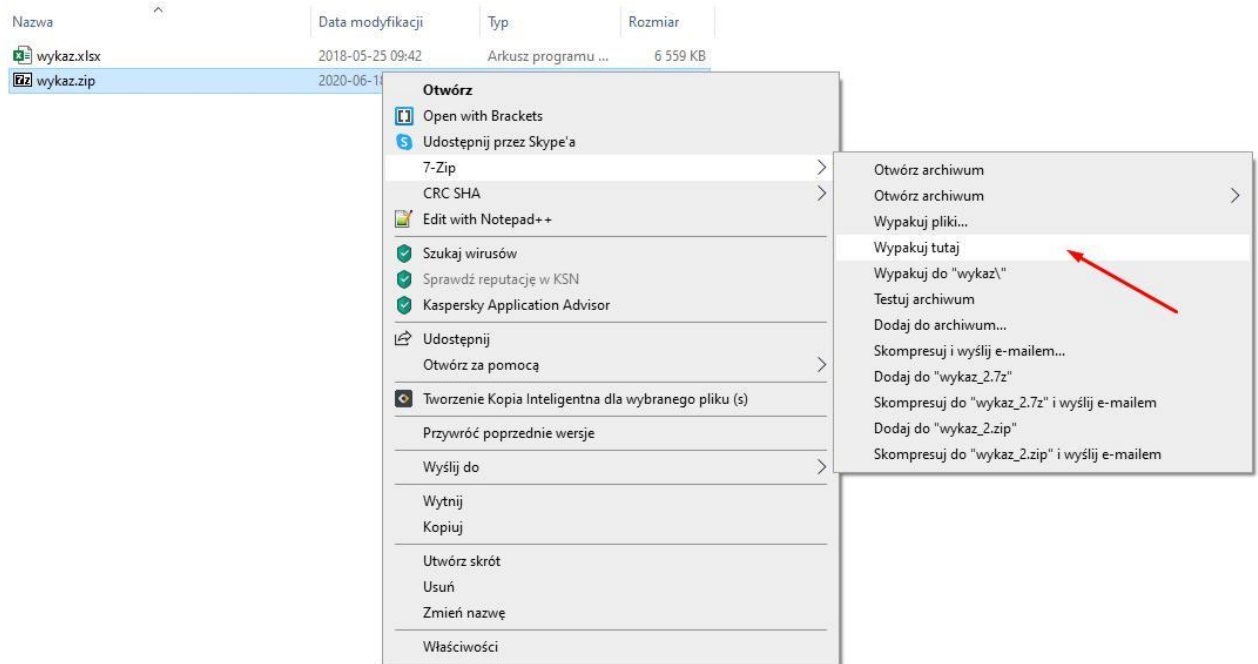 Nazwa Data modyfikacji Typ Rozmiar
wykaz.xlsx 2018-05-25 09:42 Arkusz programu ... 6 559 KB
wykaz.zip 2020-06-18
Otwórz
Open with Brackets
Udostępnij przez Skype'a
7-Zip
CRC SHA
Edit with Notepad++
Szukaj wirusów
Sprawdź reputację w KSN
Kaspersky Application Advisor
Udostępnij
Otwórz za pomocą
Tworzenie Kopia Inteligentna dla wybranego pliku (s)
Przywróć poprzednie wersje
Wyślij do
Wytnij
Kopiuj
Utwórz skrót
Usuń
Zmień nazwę
Właściwości
Otwórz archiwum
Otwórz archiwum
Wypakuj pliki...
Wypakuj tutaj
Wypakuj do "wykaz\"
Testuj archiwum
Dodaj do archiwum...
Skompresuj i wyślij e-mailem...
Dodaj do "wykaz_2.7z"
Skompresuj do "wykaz_2.7z" i wyślij e-mailem
Dodaj do "wykaz_2.zip"
Skompresuj do "wykaz_2.zip" i wyślij e-mailem